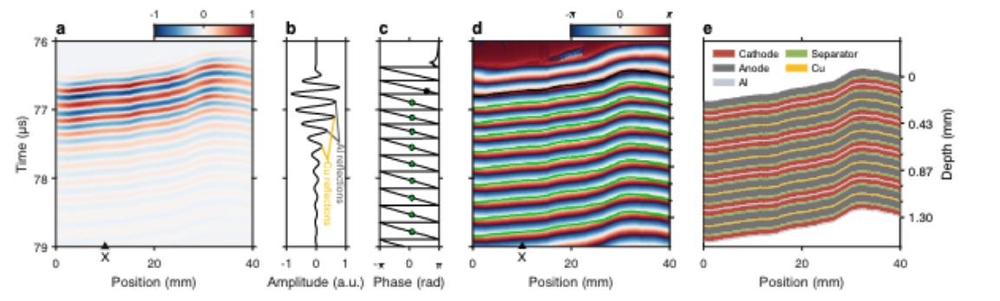 -1 0 1
-π 0 π
a
b
c
d
e
76
77
78
79
Time (µs)
0 20 40
X
Position (mm)
Cu reflections
Al reflections
-1 0 1
Amplitude (a.u.)
-π 0 π
Phase (rad)
0 20 40
X
Position (mm)
Cathode
Separator
Anode
Cu
Al
0
0.43
0.87
1.30
Depth (mm)
0 20 40
Position (mm)